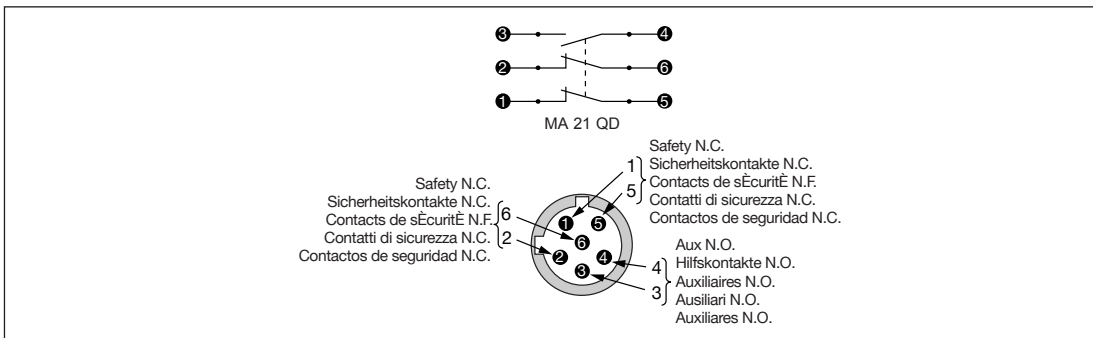 3 4
2 6
1 5
MA 21 QD
Safety N.C.
Sicherheitskontakte N.C.
Contacts de sÈcuritÈ N.F.
Contatti di sicurezza N.C.
Contactos de seguridad N.C.
1
5
Safety N.C.
Sicherheitskontakte N.C.
Contacts de sÈcuritÈ N.F.
Contatti di sicurezza N.C.
Contactos de seguridad N.C.
6
2
1 5
6
2 4
3
Aux N.O.
Hilfskontakte N.O.
Auxiliaires N.O.
Ausiliari N.O.
Auxiliares N.O.
4
3